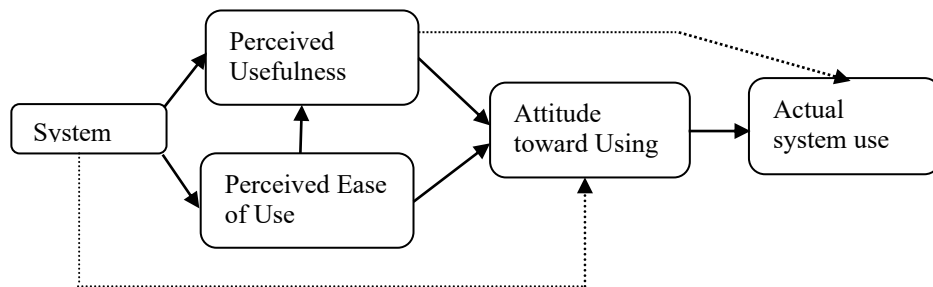 Perceived
Usefulness
System
Perceived Ease
of Use
Attitude
toward Using
Actual
system use